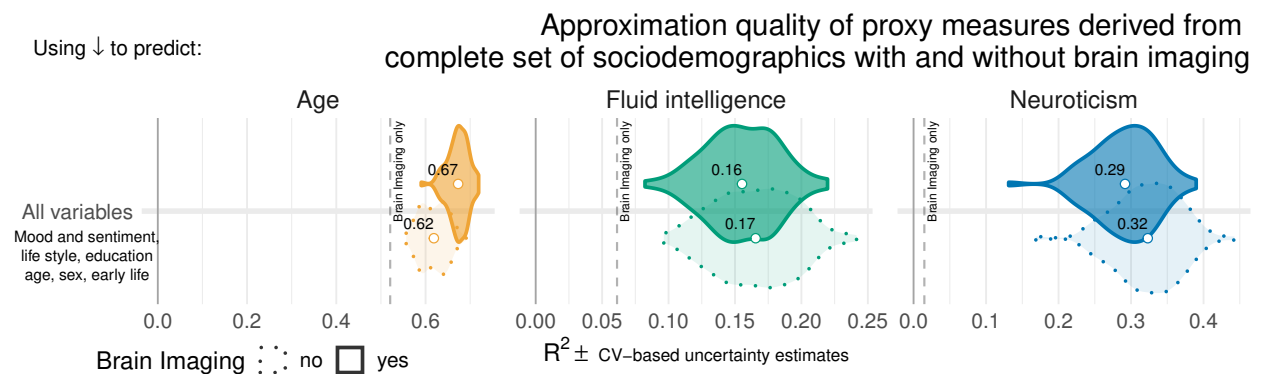 Approximation quality of proxy measures derived from
Using ↓ to predict:
complete set of sociodemographics with and without brain imaging
Age
Fluid intelligence
Neuroticism
Brain Imaging only
Brain Imaging only
Brain Imaging only
0.67
0.16
0.29
All variables
0.62
0.17
0.32
Mood and sentiment,
life style, education
age, sex, early life
0.0 0.2 0.4 0.6
0.00 0.05 0.10 0.15 0.20 0.25
0.0 0.1 0.2 0.3 0.4
Brain Imaging no yes
R² ± CV−based uncertainty estimates